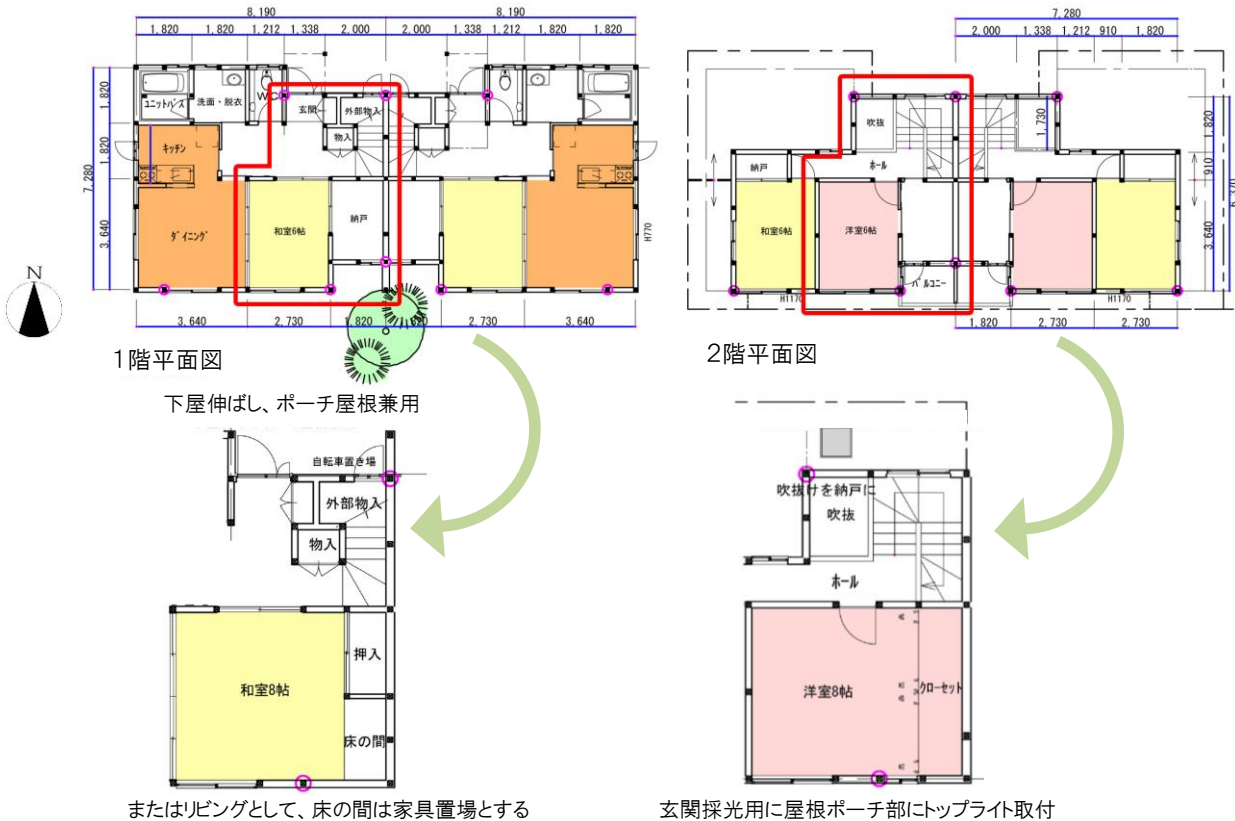 8,190 8,190
1,820 1,820 1,212 1,338 2,000 2,000 1,338 1,212 1,820 1,820
ユニットバス 洗面・脱衣 玄関 外部物入
物入
キッチン
1,820
1,820
7,280
3,640
ダイニング 和室6帖 納戸
H770
3,640 2,730 1,820 2,730 3,640
N
1階平面図
7,280
2,000 1,338 1,212 910 1,820
吹抜
1,730
1,820
納戸 ホール
910
6,370
和室6帖 洋室6帖
3,640
バルコニー
H1170 H1170
1,820 2,730 2,730
2階平面図
下屋伸ばし、ポーチ屋根兼用
自転車置き場
外部物入
物入
押入
和室8帖
床の間
またはリビングとして、床の間は家具置場とする
吹抜けを納戸に
吹抜
ホール
洋室8帖 クローセット
玄関採光用に屋根ポーチ部にトップライト取付